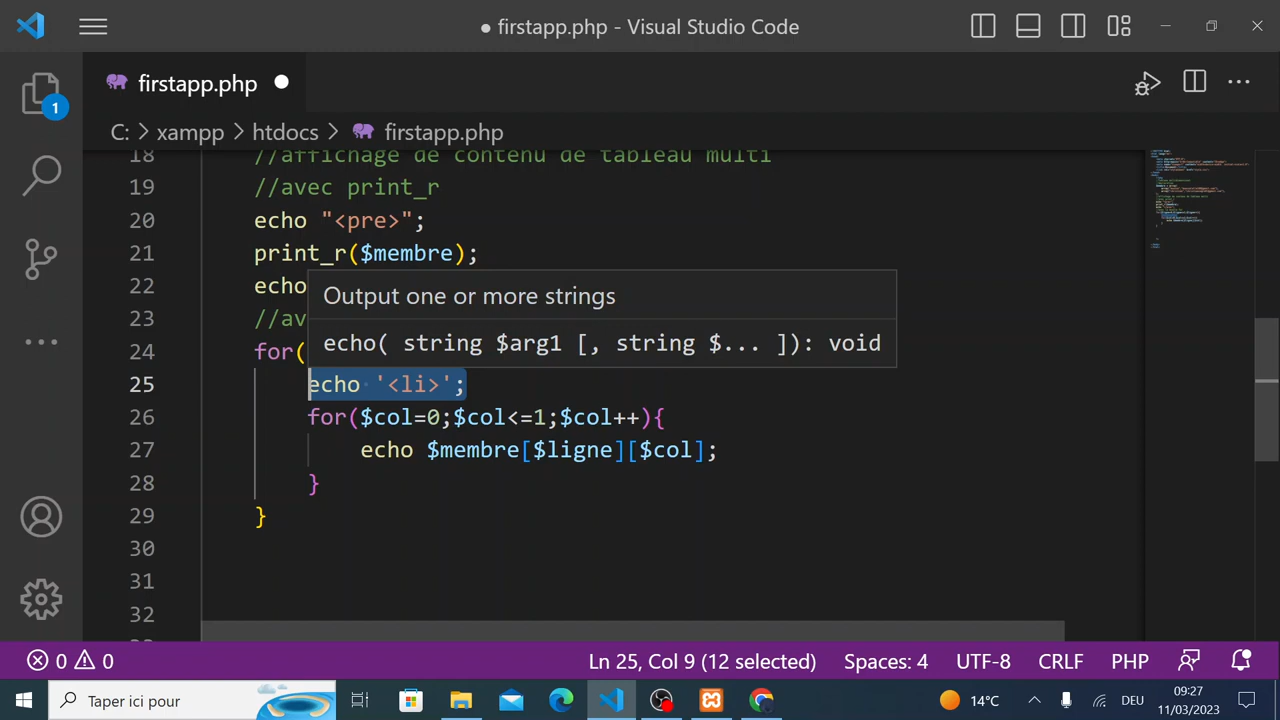 firstapp.php - Visual Studio Code
firstapp.php
1
C: > xampp > htdocs > firstapp.php
18 //affichage de contenu de tableau multi
19 //avec print_r
20 echo "<pre>";
21 print_r($membre);
22 echo
Output one or more strings
23 //av
echo( string $arg1 [, string $... ]): void
24 for(
25 echo '<li>';
26 for($col=0;$col<=1;$col++){
27 echo $membre[$ligne][$col];
28 }
29 }
30
31
32
0 0
Ln 25, Col 9 (12 selected) Spaces: 4 UTF-8 CRLF PHP
Taper ici pour
14°C DEU
09:27
11/03/2023